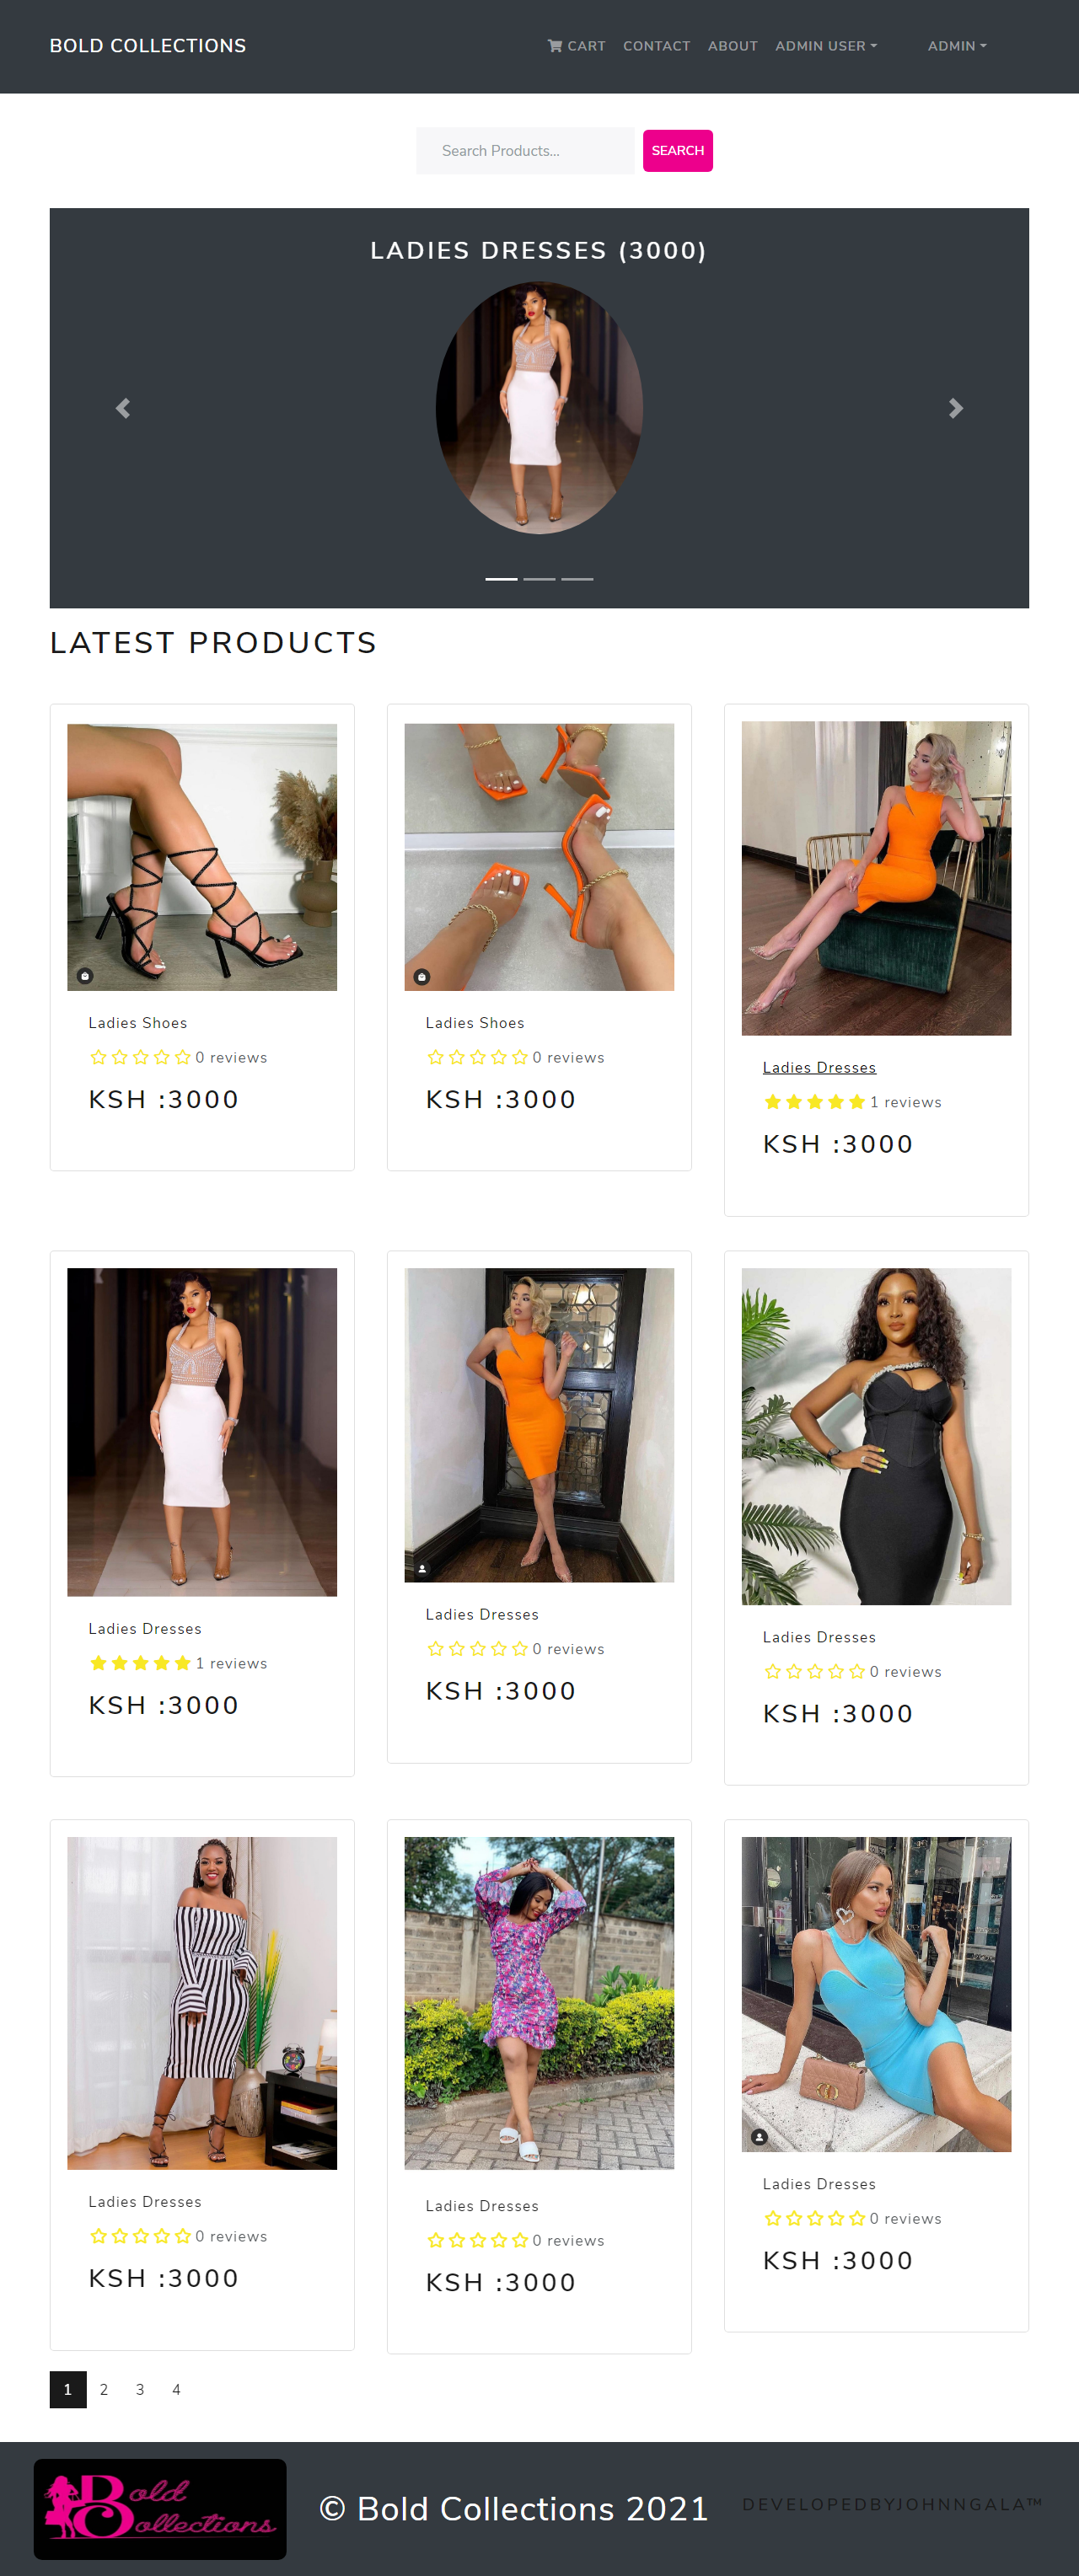 BOLD COLLECTIONS
CART CONTACT ABOUT ADMIN USER ADMIN
Search Products...
SEARCH
LADIES DRESSES (3000)
LATEST PRODUCTS
Ladies Shoes
0 reviews
KSH :3000
Ladies Shoes
0 reviews
KSH :3000
Ladies Dresses
1 reviews
KSH :3000
Ladies Dresses
1 reviews
KSH :3000
Ladies Dresses
0 reviews
KSH :3000
Ladies Dresses
0 reviews
KSH :3000
Ladies Dresses
0 reviews
KSH :3000
Ladies Dresses
0 reviews
KSH :3000
Ladies Dresses
0 reviews
KSH :3000
1 2 3 4
Bold
Collections
© Bold Collections 2021
DEVELOPEDBYJOHNNGALA™